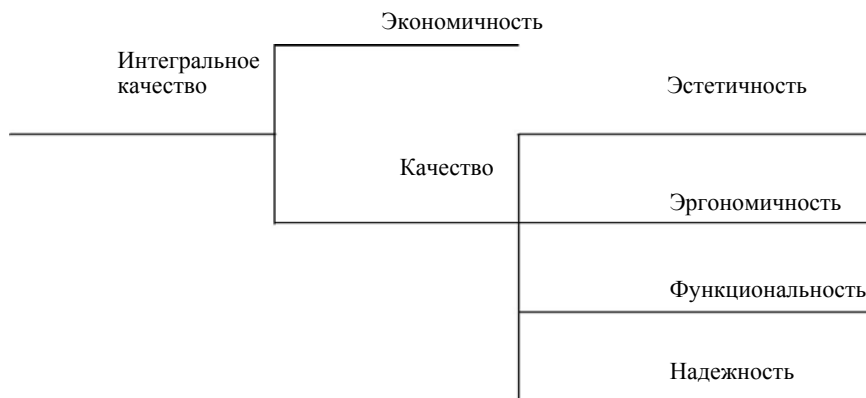 Экономичность
Интегральное
качество
Эстетичность
Качество
Эргономичность
Функциональность
Надежность